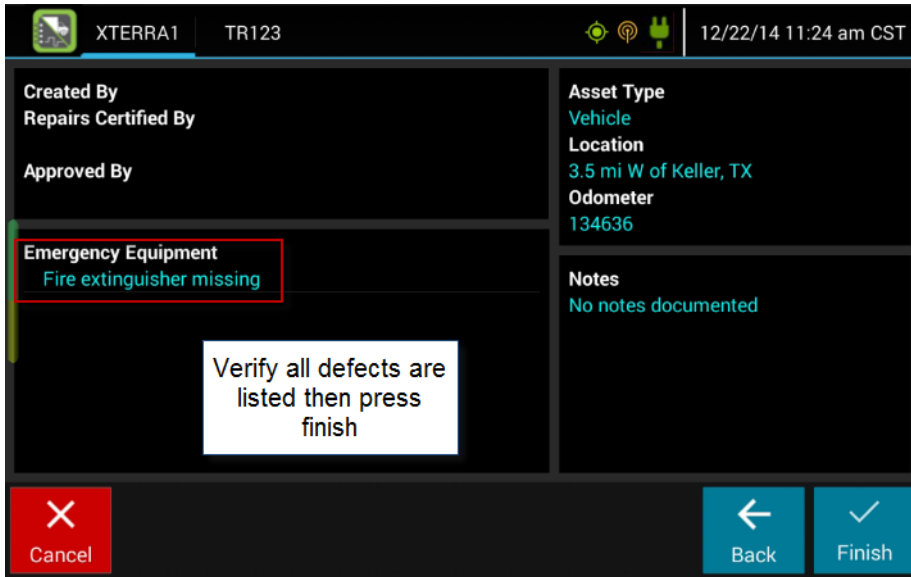 XTERRA1
TR123
12/22/14 11:24 am CST
Created By
Repairs Certified By
Approved By
Emergency Equipment
Fire extinguisher missing
Verify all defects are
listed then press
finish
Asset Type
Vehicle
Location
3.5 mi W of Keller, TX
Odometer
134636
Notes
No notes documented
Cancel
Back
Finish